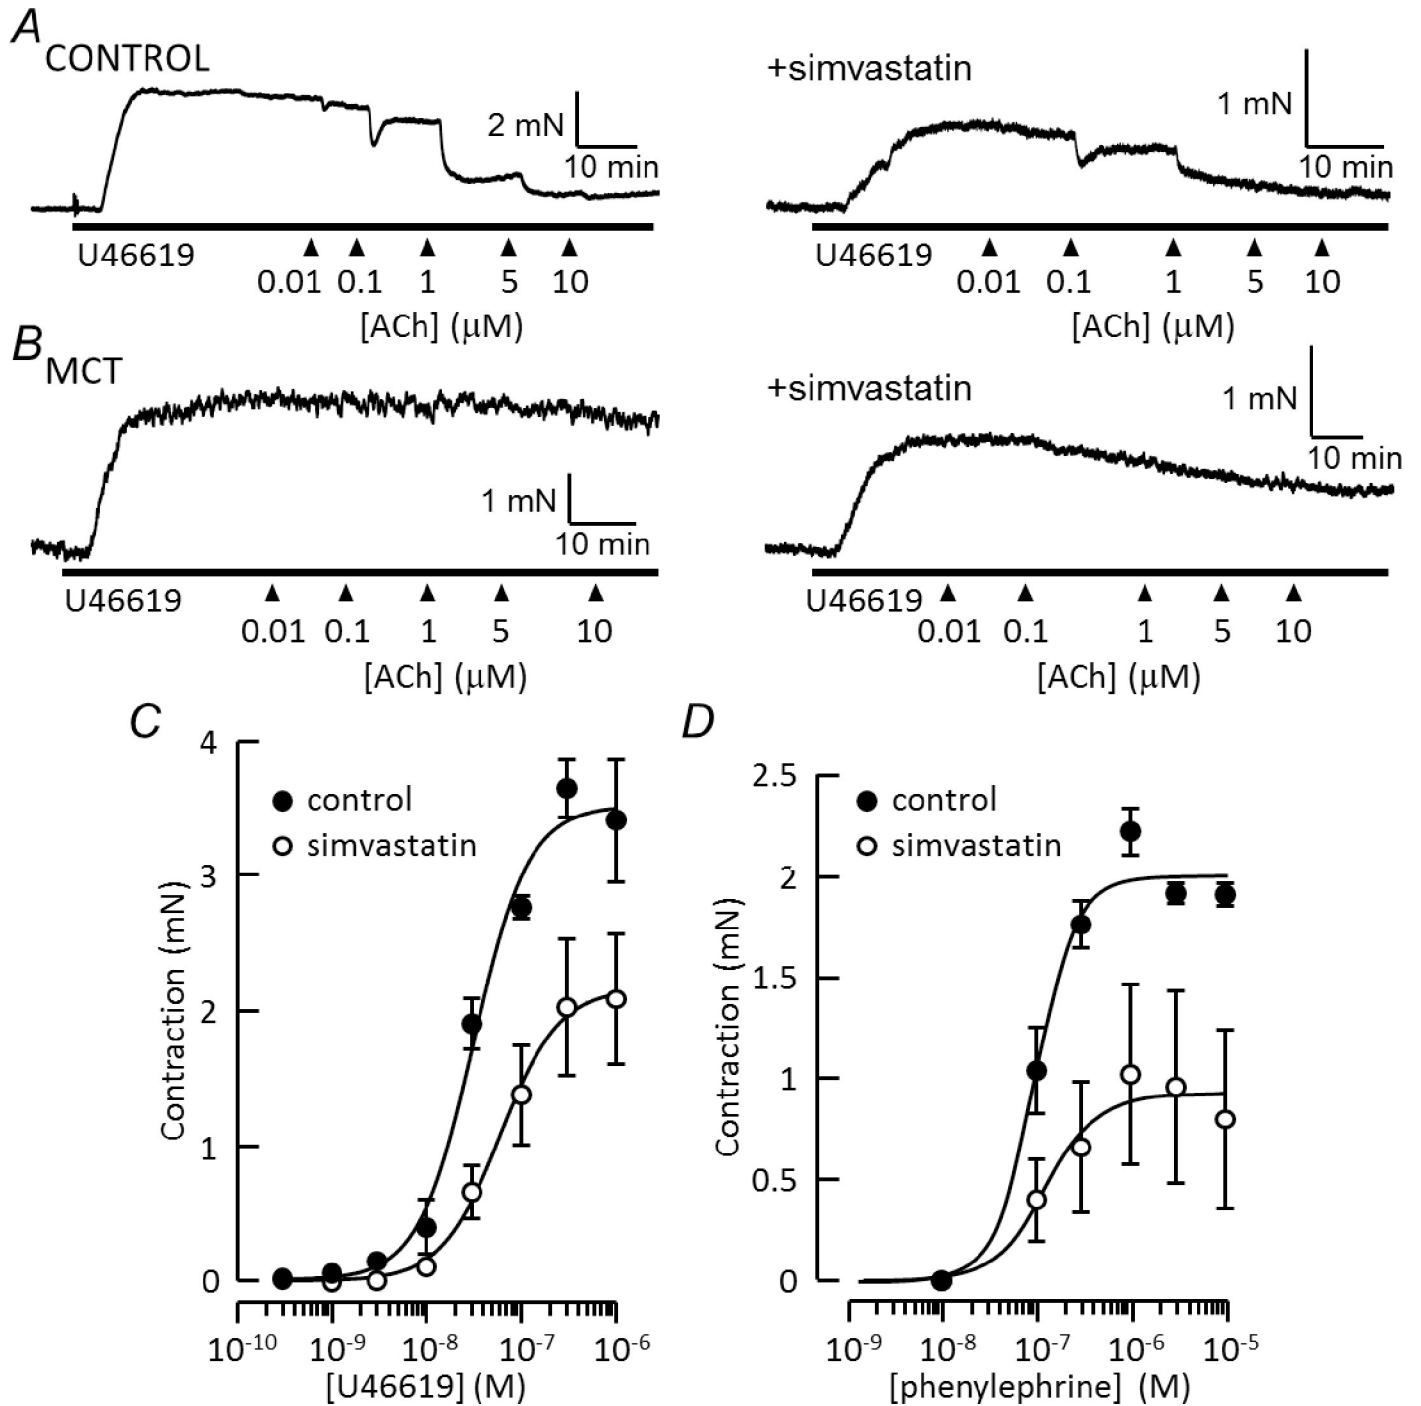 A
CONTROL
2 mN
10 min
U46619
0.01 0.1 1 5 10
[ACh] (μM)
+simvastatin
1 mN
10 min
U46619
0.01 0.1 1 5 10
[ACh] (μM)
B
MCT
1 mN
10 min
U46619
0.01 0.1 1 5 10
[ACh] (μM)
+simvastatin
1 mN
10 min
U46619
0.01 0.1 1 5 10
[ACh] (μM)
C
Contraction (mN)
4
3
2
1
0
control
simvastatin
10-10 10-9 10-8 10-7 10-6
[U46619] (M)
D
Contraction (mN)
2.5
2
1.5
1
0.5
0
control
simvastatin
10-9 10-8 10-7 10-6 10-5
[phenylephrine] (M)